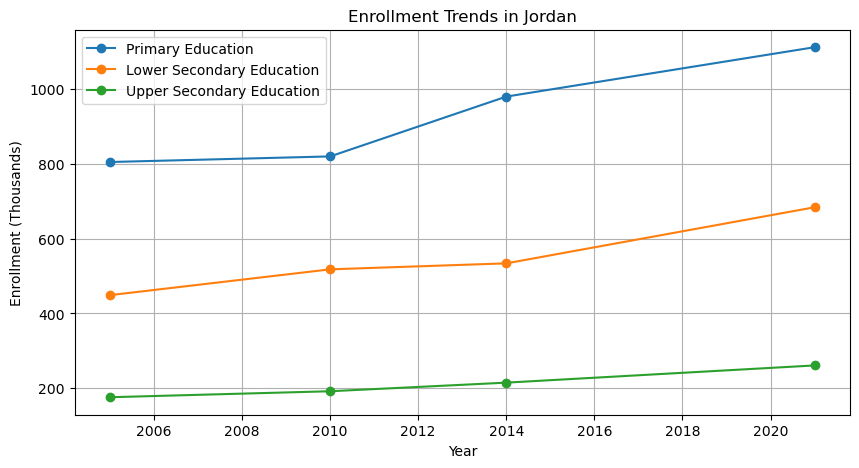 Enrollment Trends in Jordan
Primary Education
Lower Secondary Education
Upper Secondary Education
Enrollment (Thousands)
1000
800
600
400
200
2006 2008 2010 2012 2014 2016 2018 2020
Year